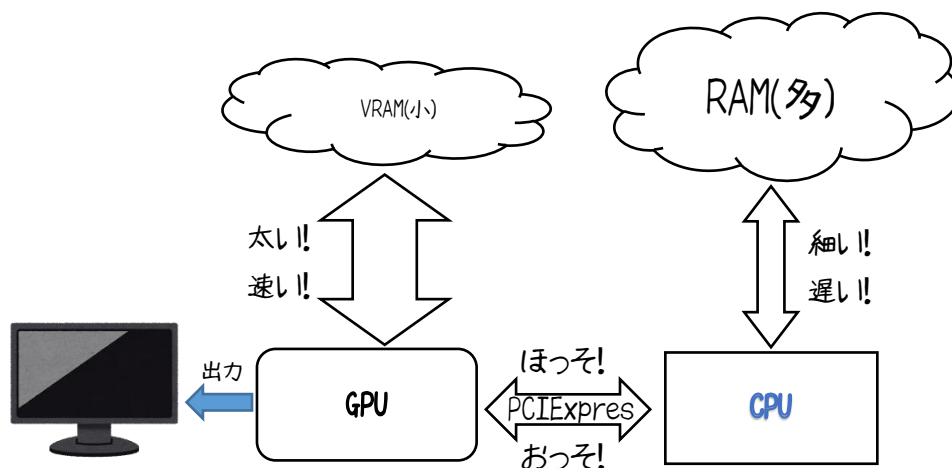 VRAM(小)
RAM(多)
太い!
速い!
細い!
遅い!
出力
GPU
ほっそ!
PCIExpres
おっそ!
CPU